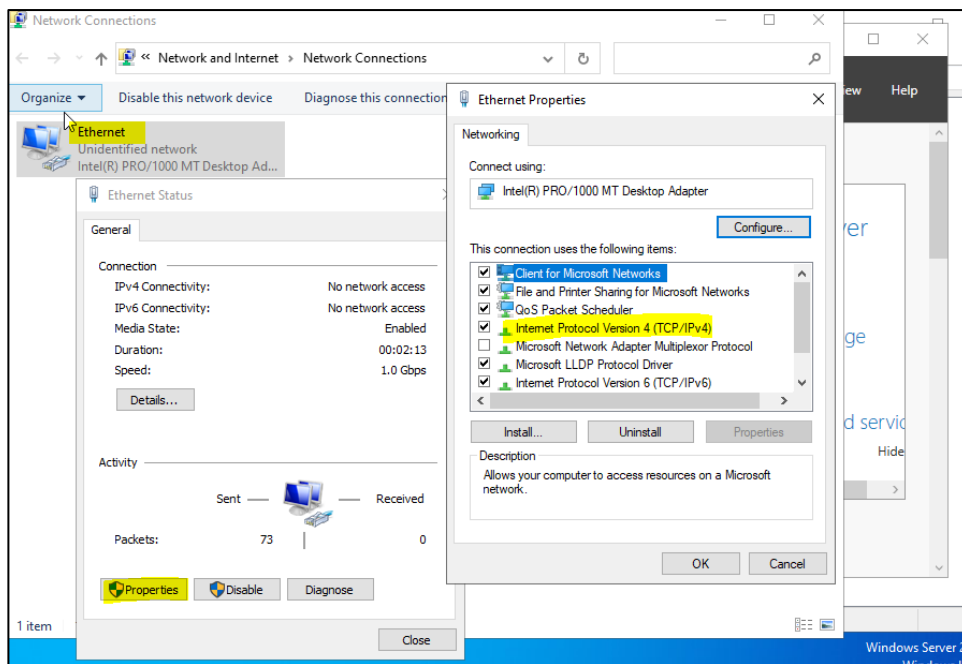 Network Connections
« Network and Internet › Network Connections
Organize Disable this network device Diagnose this connection
Ethernet
Unidentified network
Intel(R) PRO/1000 MT Desktop Ad...
Ethernet Status
General
Connection
IPv4 Connectivity: No network access
IPv6 Connectivity: No network access
Media State: Enabled
Duration: 00:02:13
Speed: 1.0 Gbps
Details...
Activity
Sent Received
Packets: 73 0
Properties Disable Diagnose
Close
1 item
Ethernet Properties
Networking
Connect using:
Intel(R) PRO/1000 MT Desktop Adapter
Configure...
This connection uses the following items:
Client for Microsoft Networks
File and Printer Sharing for Microsoft Networks
QoS Packet Scheduler
Internet Protocol Version 4 (TCP/IPv4)
Microsoft Network Adapter Multiplexor Protocol
Microsoft LLDP Protocol Driver
Internet Protocol Version 6 (TCP/IPv6)
Install... Uninstall Properties
Description
Allows your computer to access resources on a Microsoft
network.
OK Cancel
iew Help
ver
ge
d servic
Hide
Windows Server 2